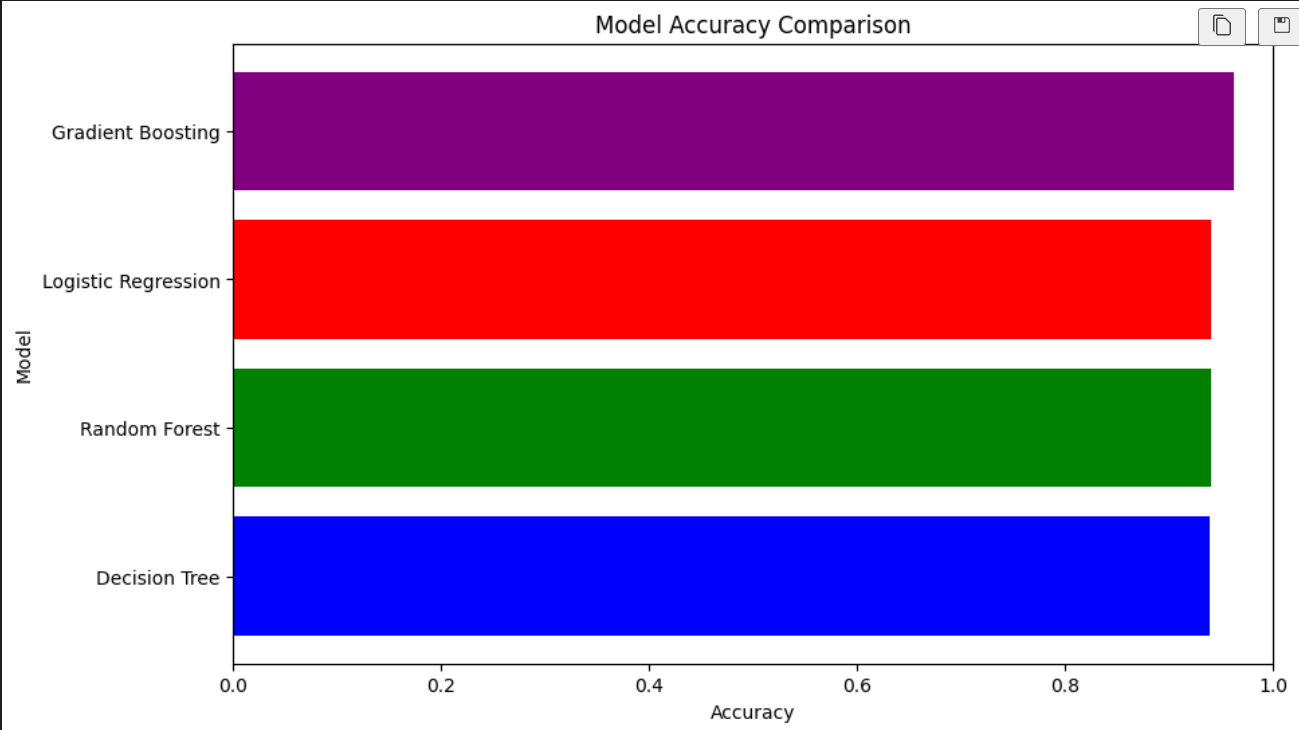 Model Accuracy Comparison
Gradient Boosting
Logistic Regression
Random Forest
Decision Tree
Model
0.0 0.2 0.4 0.6 0.8 1.0
Accuracy